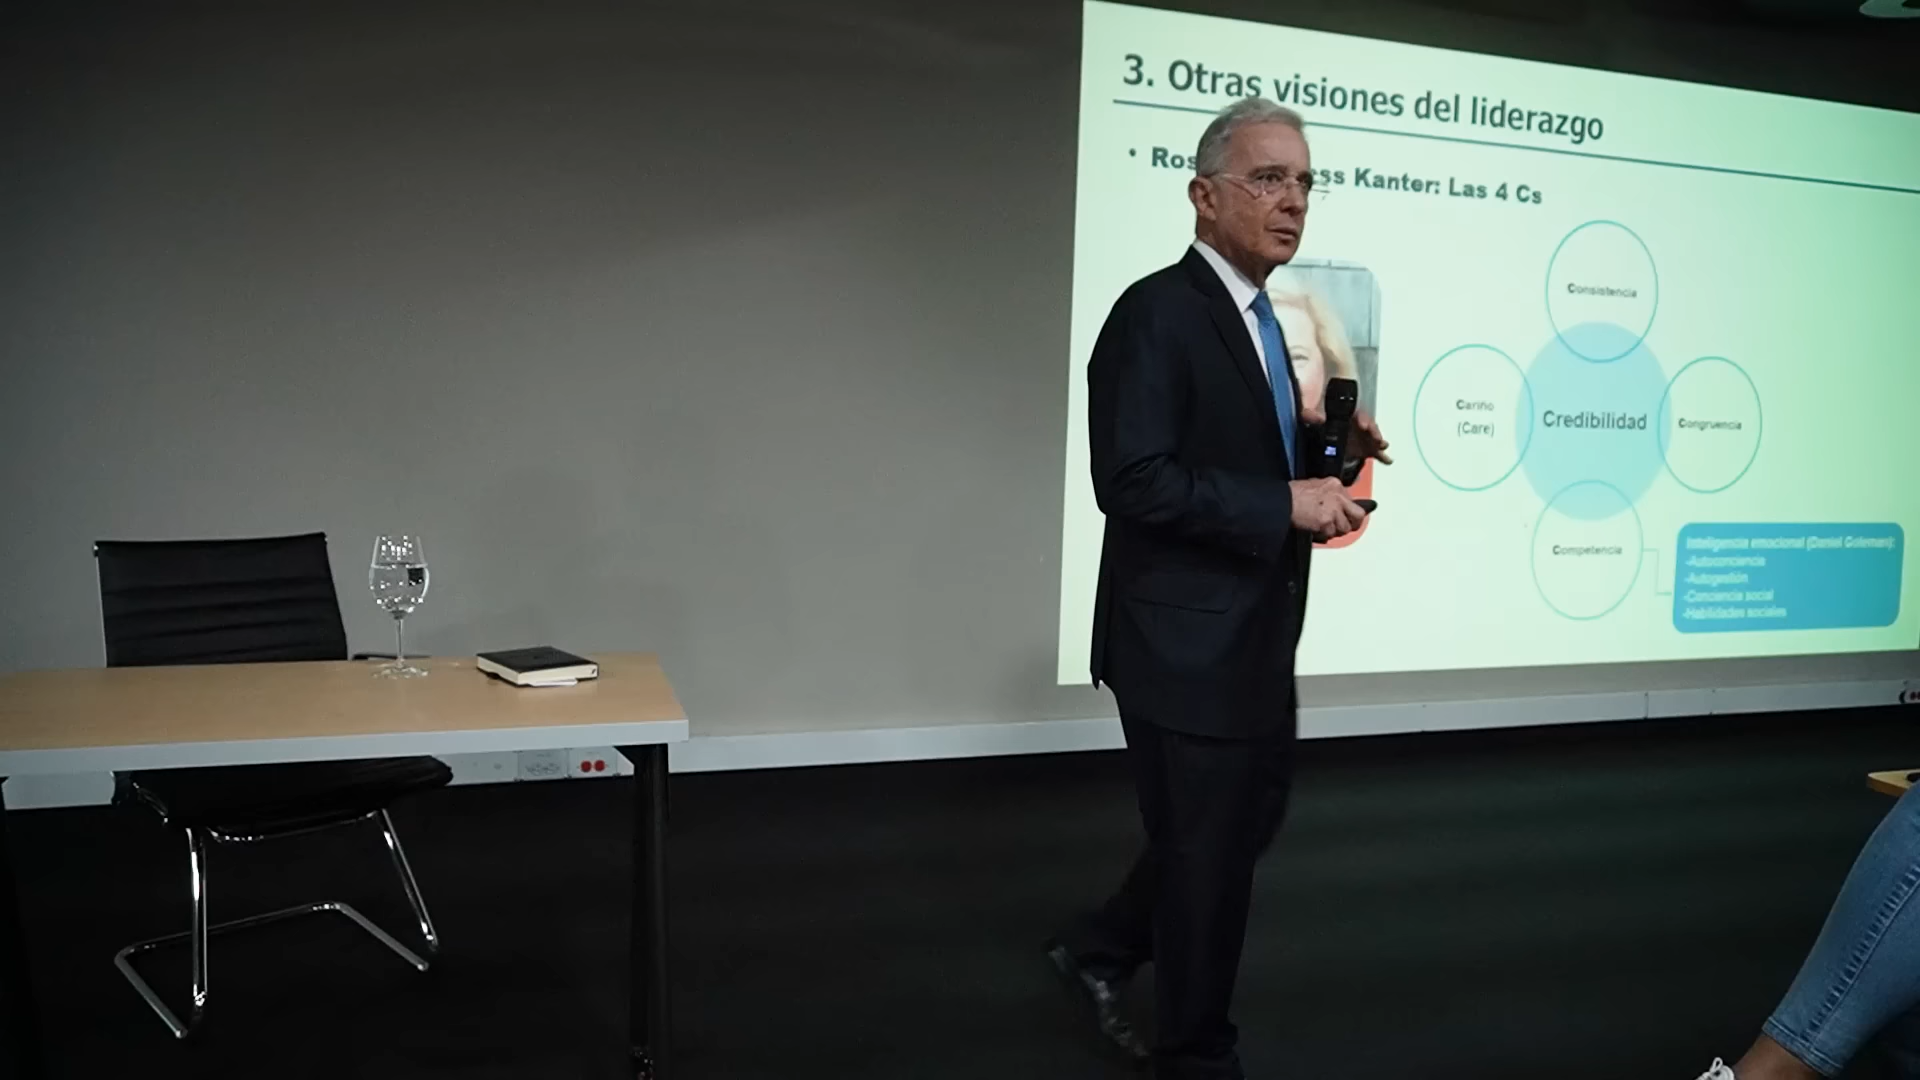 3. Otras visiones del liderazgo
• Ros ess Kanter: Las 4 Cs
Consistencia
Cariño
(Care)
Credibilidad
Congruencia
Competencia
Inteligencia emocional (Daniel Goleman):
-Autoconciencia
-Autogestión
-Conciencia social
-Habilidades sociales